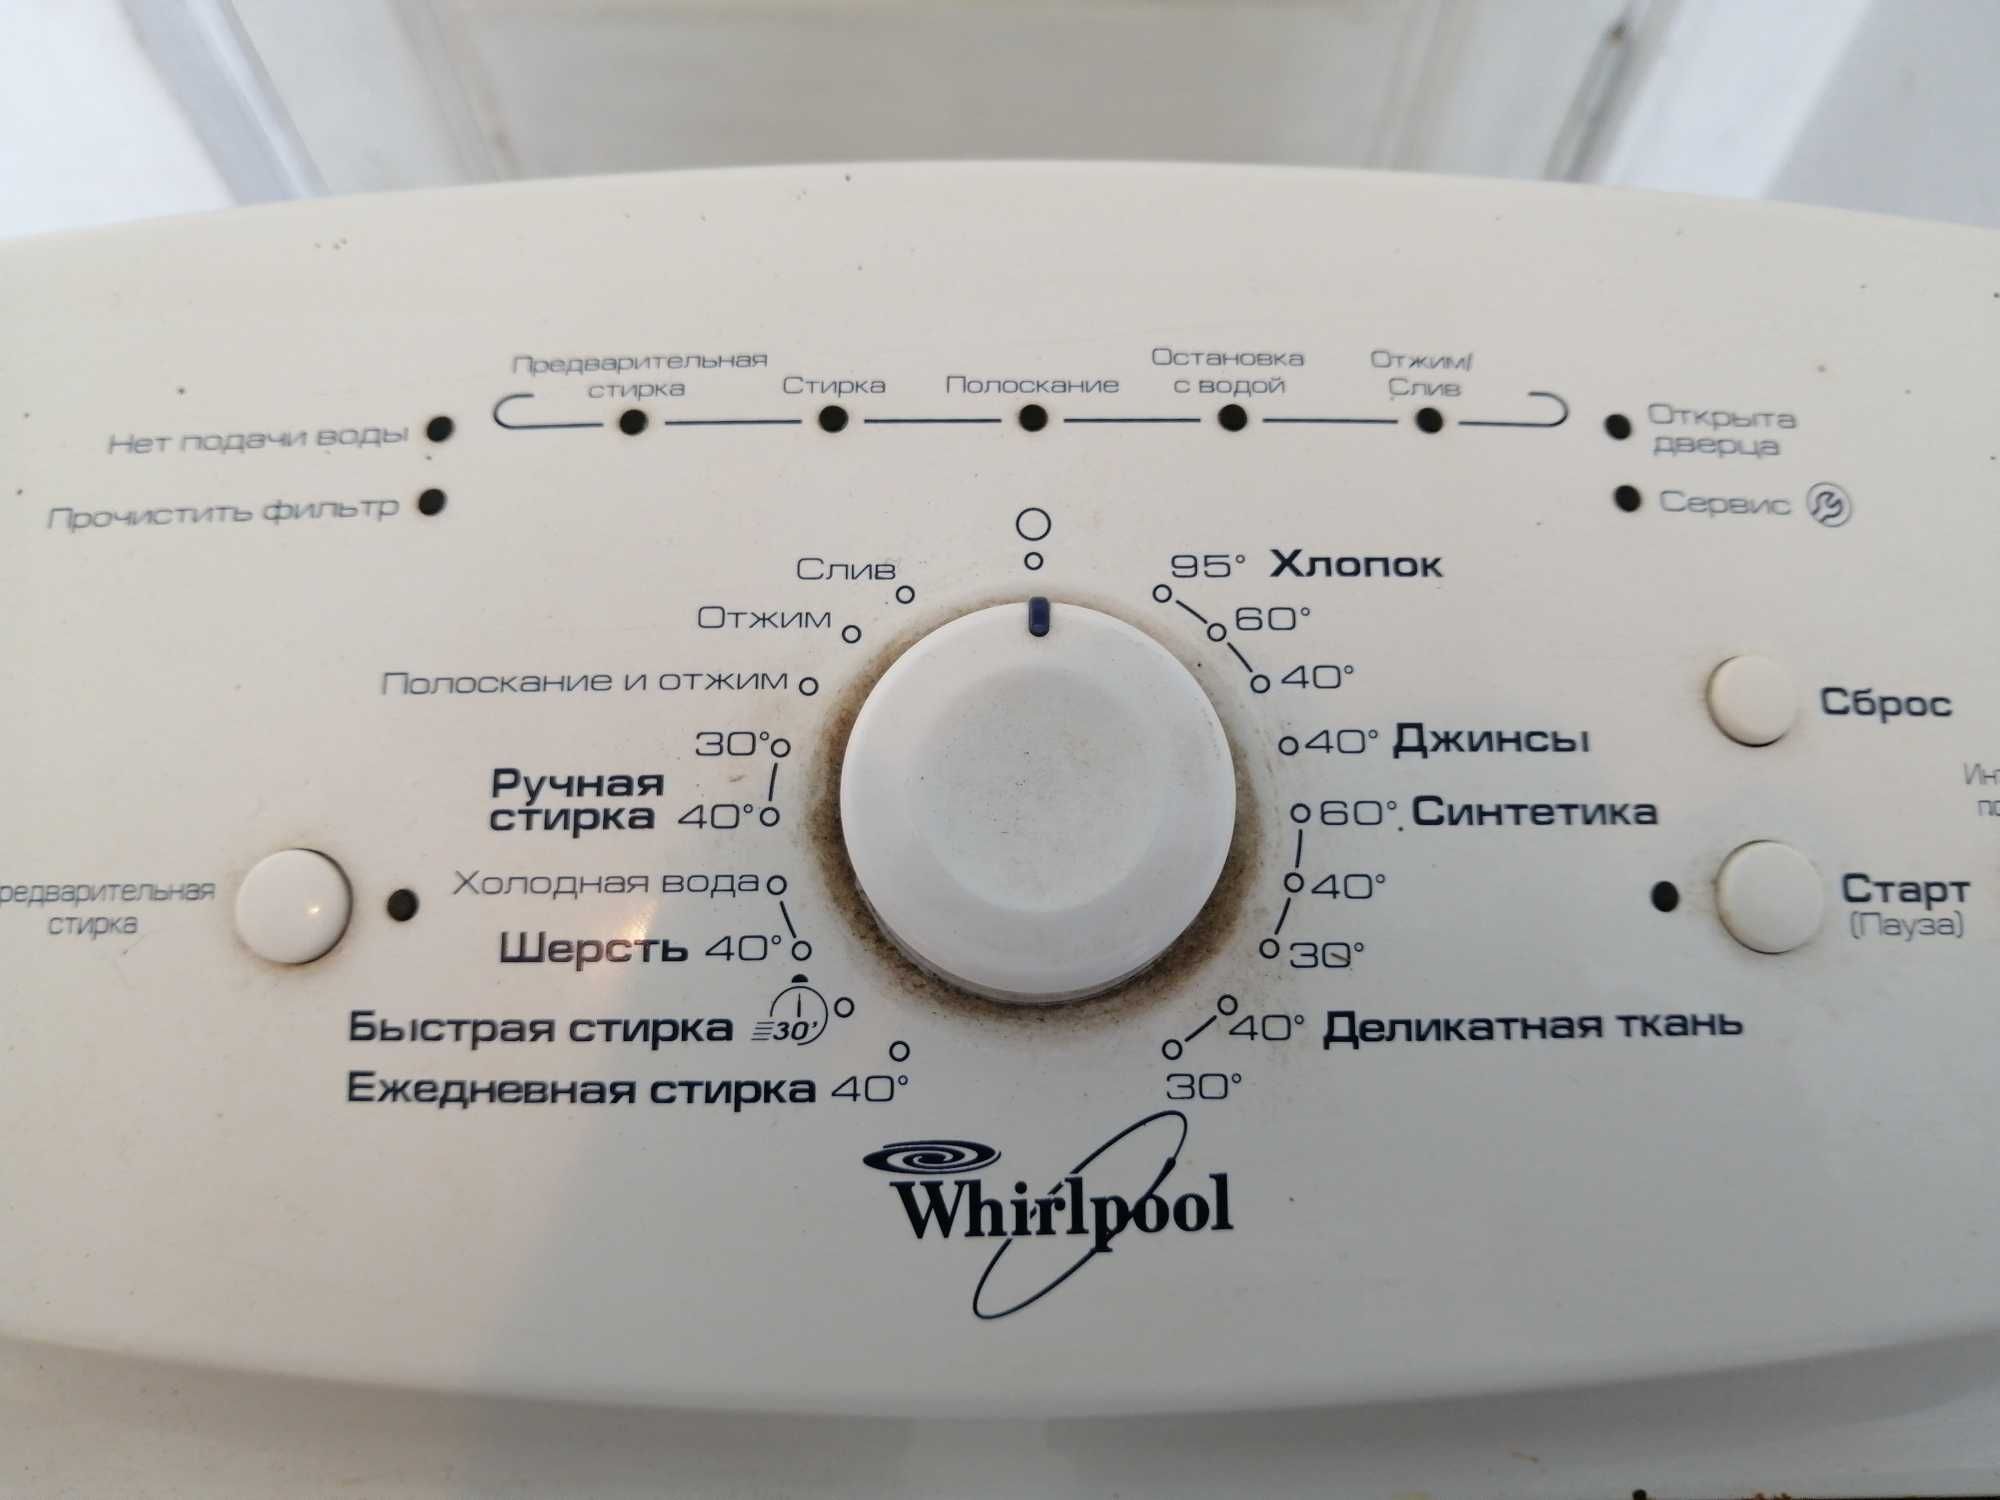 Предварительная
стирка
Стирка
Полоскание
Остановка
с водой
Отжим/
Слив
Нет подачи воды
Прочистить фильтр
Открыта
дверца
Сервис
Слив
Отжим
Полоскание и отжим
30°
Ручная
стирка 40°
Холодная вода
Шерсть 40°
Быстрая стирка 30'
Ежедневная стирка 40°
95° Хлопок
60°
40°
40° Джинсы
60° Синтетика
40°
30°
40° Деликатная ткань
30°
редварительная
стирка
Сброс
Старт
(Пауза)
Whirlpool